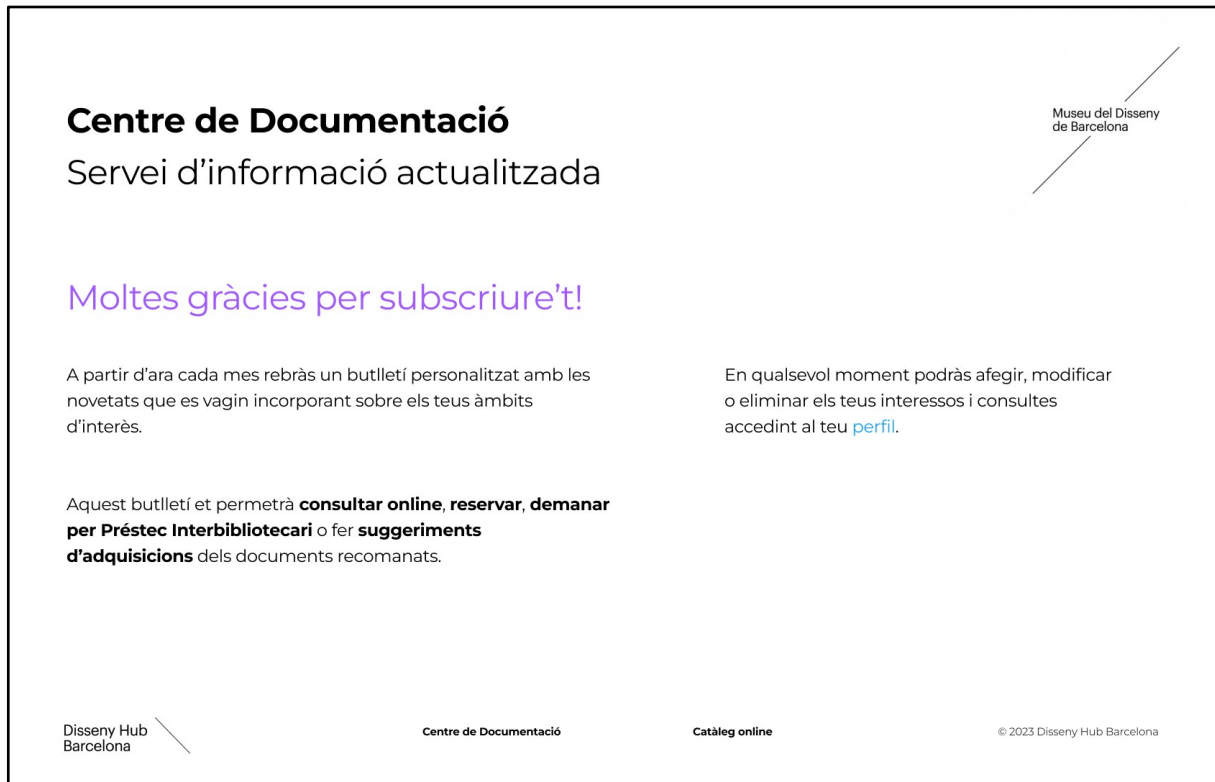 Centre de Documentació
Servei d’informació actualitzada
Museu del Disseny
de Barcelona
Moltes gràcies per subscriure’t!
A partir d’ara cada mes rebràs un butlletí personalitzat amb les
novetats que es vagin incorporant sobre els teus àmbits
d’interès.
Aquest butlletí et permetrà consultar online, reservar, demanar
per Préstec Interbibliotecari o fer suggeriments
d’adquisicions dels documents recomanats.
En qualsevol moment podràs afegir, modificar
o eliminar els teus interessos i consultes
accedint al teu perfil.
Disseny Hub
Barcelona
Centre de Documentació
Catàleg online
© 2023 Disseny Hub Barcelona